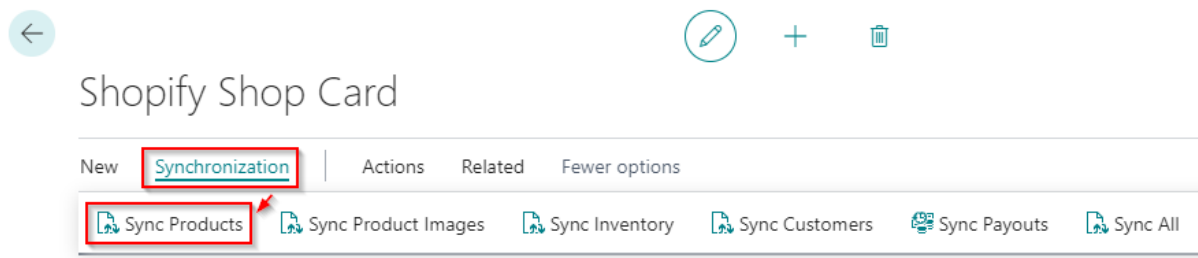 Shopify Shop Card
New Synchronization Actions Related Fewer options
Sync Products Sync Product Images Sync Inventory Sync Customers Sync Payouts Sync All